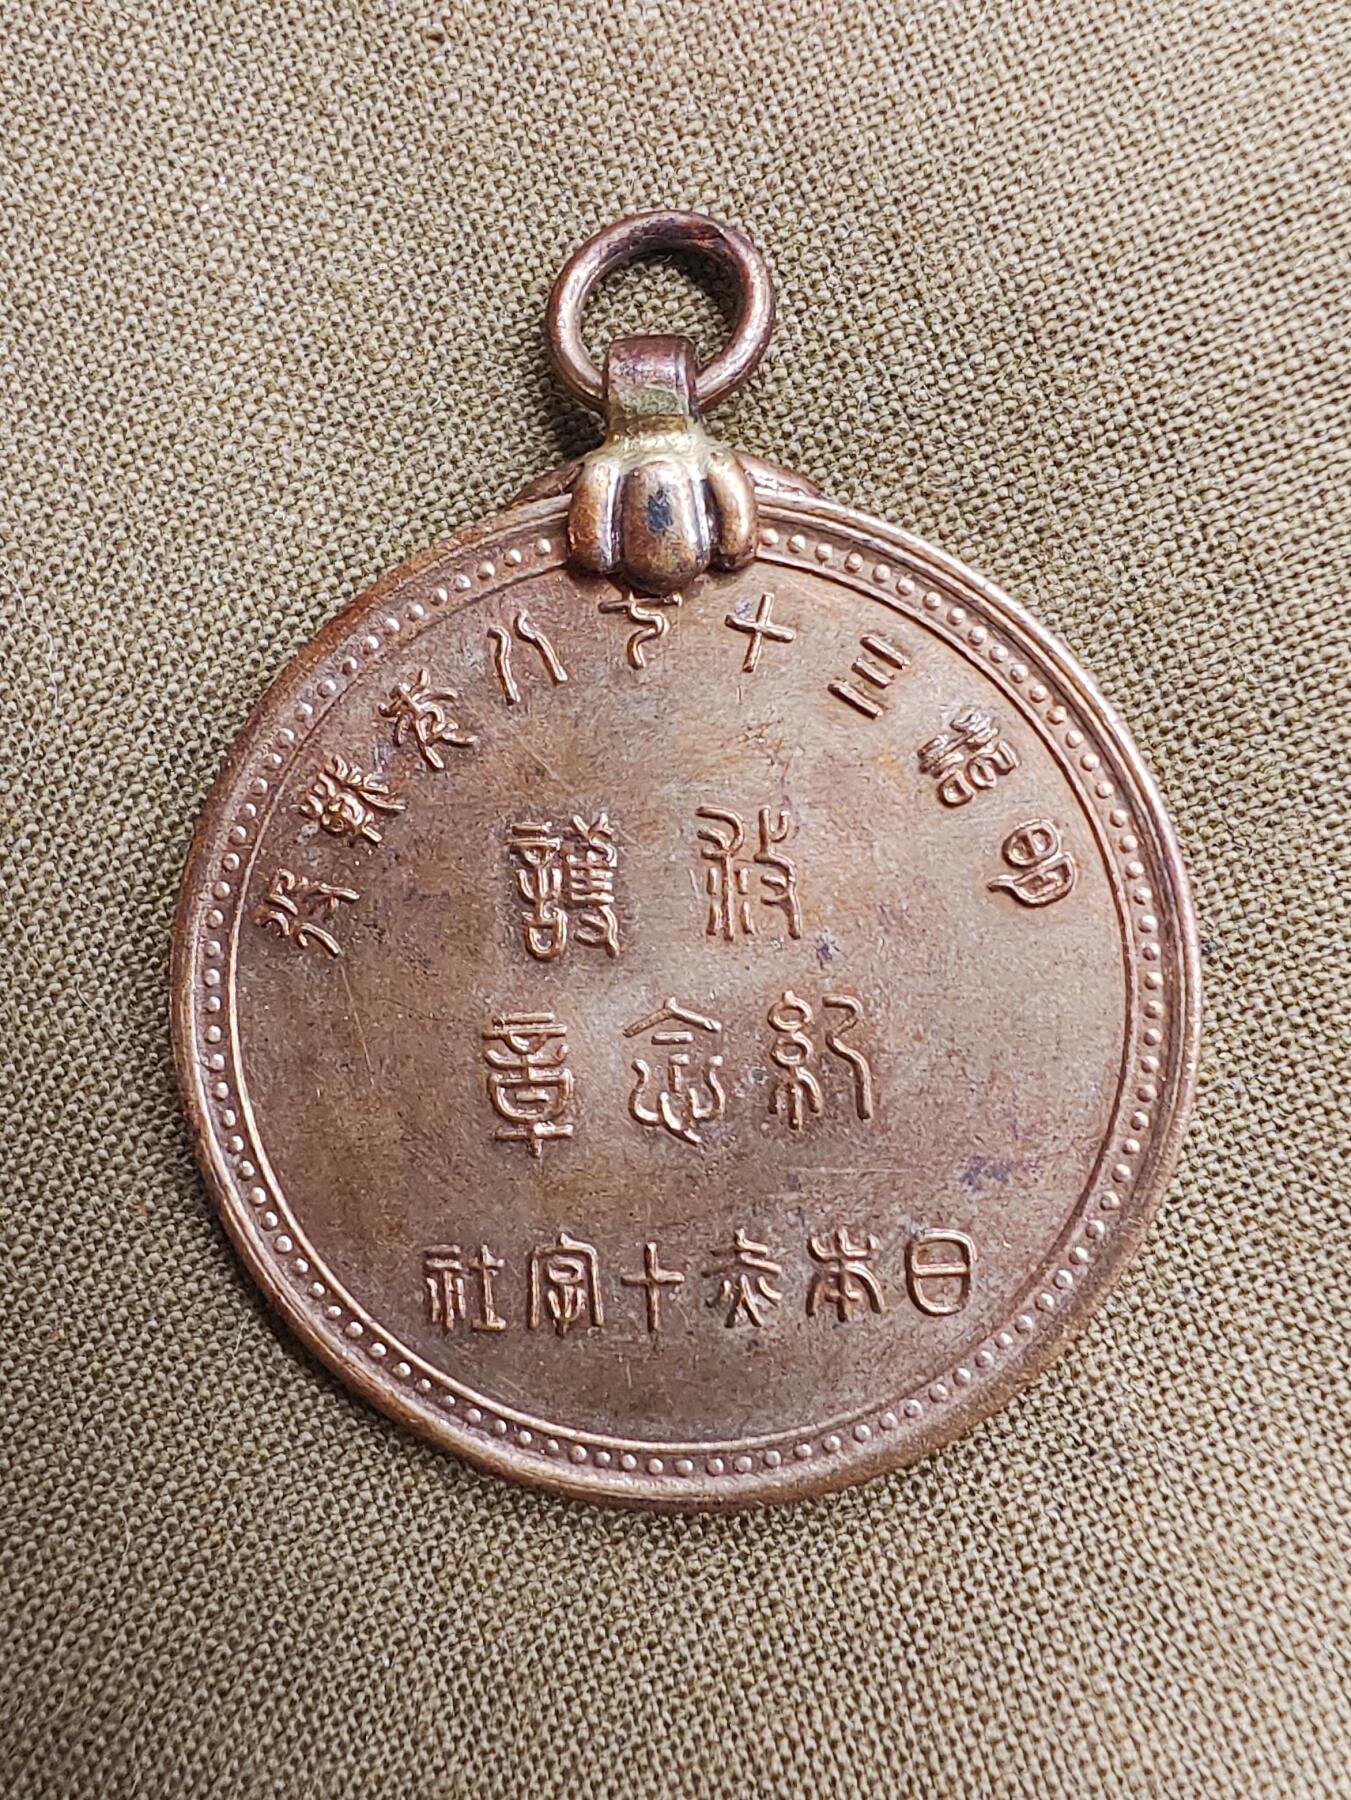 明治三十七八年戰役
救護
紀念章
日本赤十字社